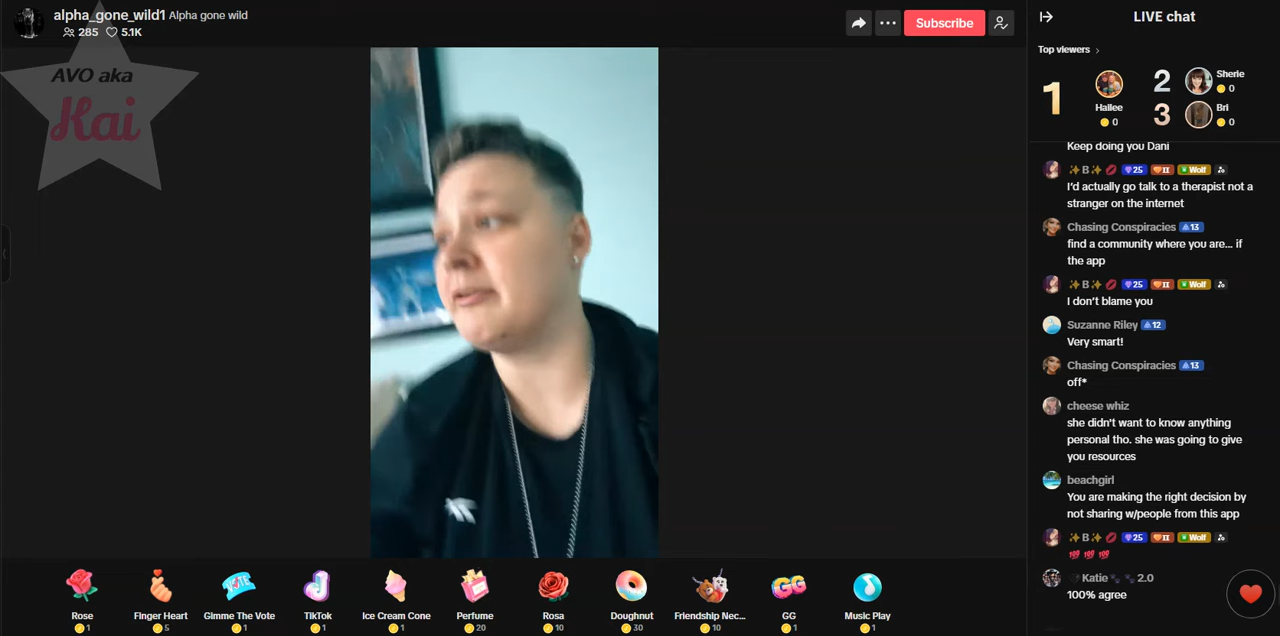 alpha_gone_wild1 Alpha gone wild
285 5.1K
Subscribe
AVO aka
Kai
LIVE chat
Top viewers
1
Hailee
0
2
Sherie
0
3
Bri
0
Keep doing you Dani
B 25 II Wolf
I'd actually go talk to a therapist not a
stranger on the internet
Chasing Conspiracies 13
find a community where you are... if
the app
B 25 II Wolf
I don't blame you
Suzanne Riley 12
Very smart!
Chasing Conspiracies 13
off*
cheese whiz
she didn't want to know anything
personal tho. she was going to give
you resources
beachgirl
You are making the right decision by
not sharing w/people from this app
B 25 II Wolf
💯 💯 💯
Katie 2.0
100% agree
VOTE
GG
Rose
1
Finger Heart
5
Gimme The Vote
1
TikTok
1
Ice Cream Cone
1
Perfume
20
Rosa
10
Doughnut
30
Friendship Nec...
10
GG
1
Music Play
1